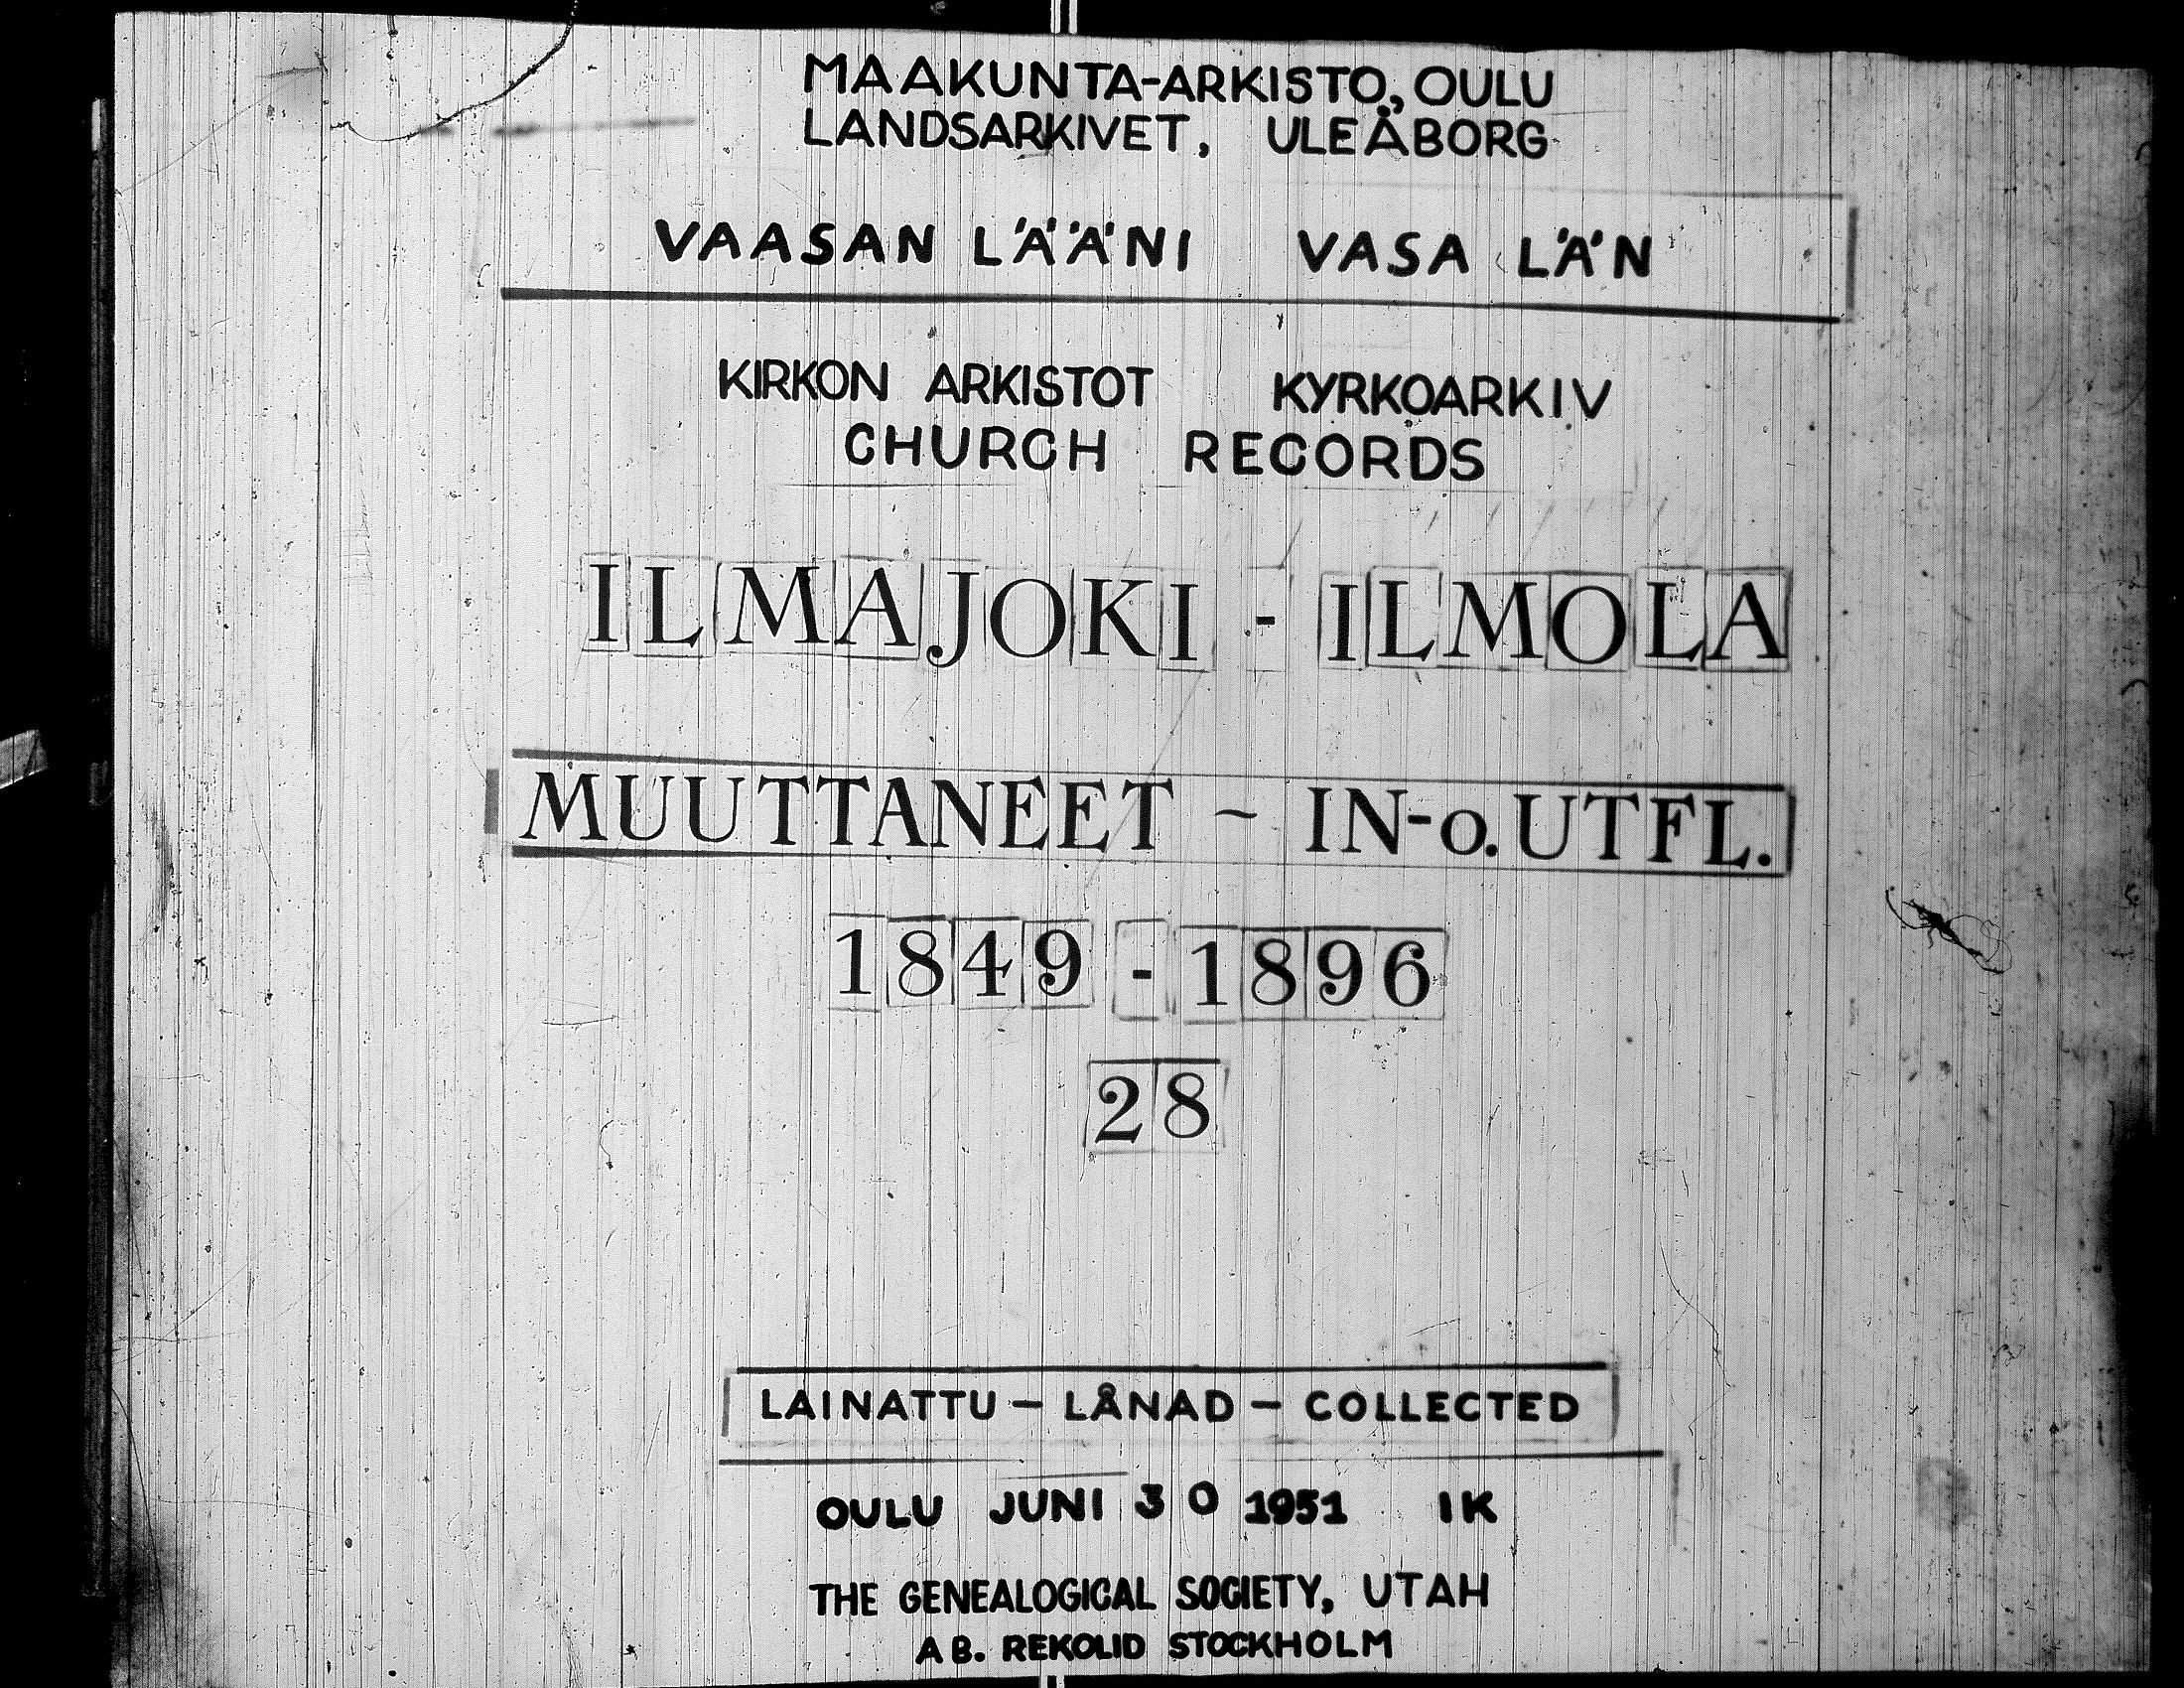 MAAKUNTA-ARKISTO, OULU
LANDSARKIVET, ULEÅBORG
VAASAN LÄÄNI VASA LÄN
KIRKON ARKISTOT KYRKOARKIV
CHURCH RECORDS
ILMAJOKI - ILMOLA
MUUTTANEET ~ IN-o.UTFL.
1849 - 1896
28
LAINATTU - LÅNAD - COLLECTED
OULU JUNI 30 1951 IK
THE GENEALOGICAL SOCIETY, UTAH
AB. REKOLID STOCKHOLM